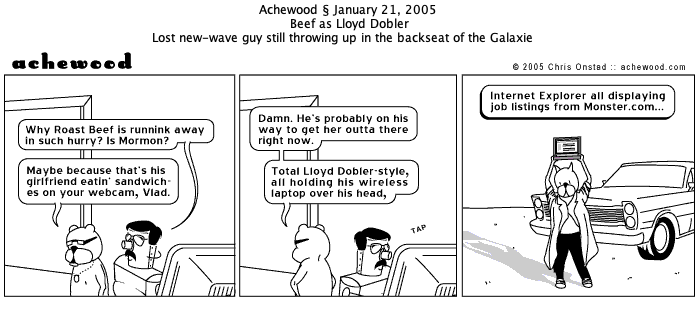 Achewood § January 21, 2005
Beef as Lloyd Dobler
Lost new-wave guy still throwing up in the backseat of the Galaxie
achewood
© 2005 Chris Onstad :: achewood.com
Why Roast Beef is runnink away
in such hurry? Is Mormon?
Maybe because that's his
girlfriend eatin' sandwich-
es on your webcam, Vlad.
Damn. He's probably on his
way to get her outta there
right now.
Total Lloyd Dobler-style,
all holding his wireless
laptop over his head,
TAP
Internet Explorer all displaying
job listings from Monster.com...